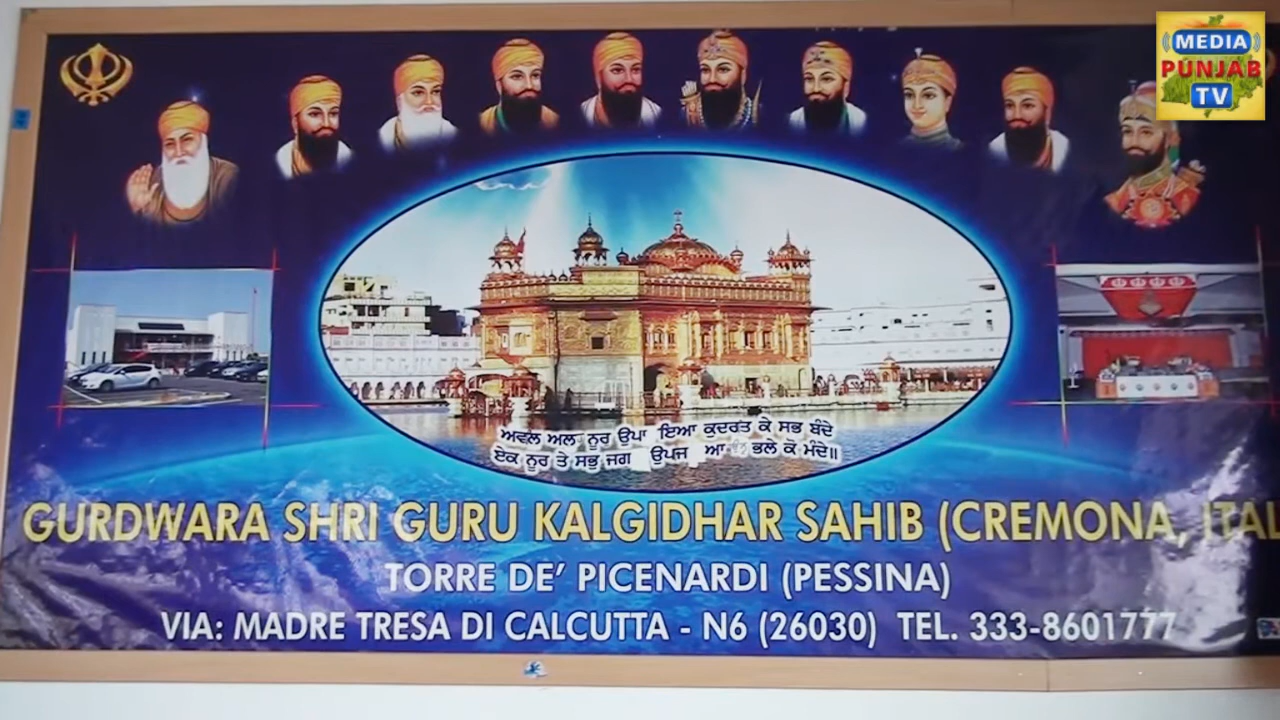 MEDIA
PUNJAB
TV
ਅਵਲ ਅਲ ਨੂਰ ਉਪਾ ਇਆ ਕੁਦਰਤ ਕੇ ਸਭ ਬੰਦੇ
ਏਕ ਨੂਰ ਤੇ ਸਭੁ ਜਗ ਉਪਜ ਆ ਭਲੇ ਕੋ ਮੰਦੇ॥
GURDWARA SHRI GURU KALGIDHAR SAHIB (CREMONA, ITAL
TORRE DE' PICENARDI (PESSINA)
VIA: MADRE TRESA DI CALCUTTA - N6 (26030) TEL. 333-8601777